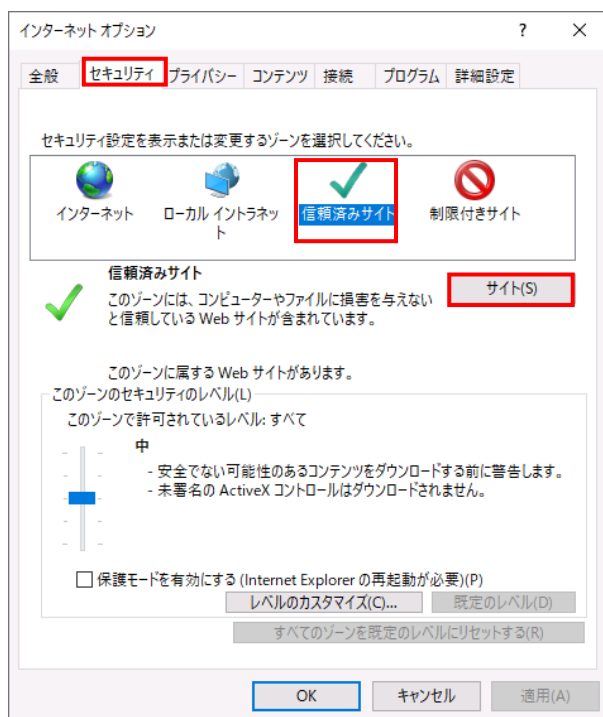 インターネット オプション
全般 セキュリティ プライバシー コンテンツ 接続 プログラム 詳細設定
セキュリティ設定を表示または変更するゾーンを選択してください。
インターネット ローカル イントラネッ
ト 信頼済みサイト 制限付きサイト
信頼済みサイト
サイト(S)
このゾーンには、コンピューターやファイルに損害を与えない
と信頼している Web サイトが含まれています。
このゾーンに属する Web サイトがあります。
このゾーンのセキュリティのレベル(L)
このゾーンで許可されているレベル: すべて
中
- 安全でない可能性のあるコンテンツをダウンロードする前に警告します。
- 未署名の ActiveX コントロールはダウンロードされません。
保護モードを有効にする (Internet Explorer の再起動が必要)(P)
レベルのカスタマイズ(C)... 既定のレベル(D)
すべてのゾーンを既定のレベルにリセットする(R)
OK キャンセル 適用(A)